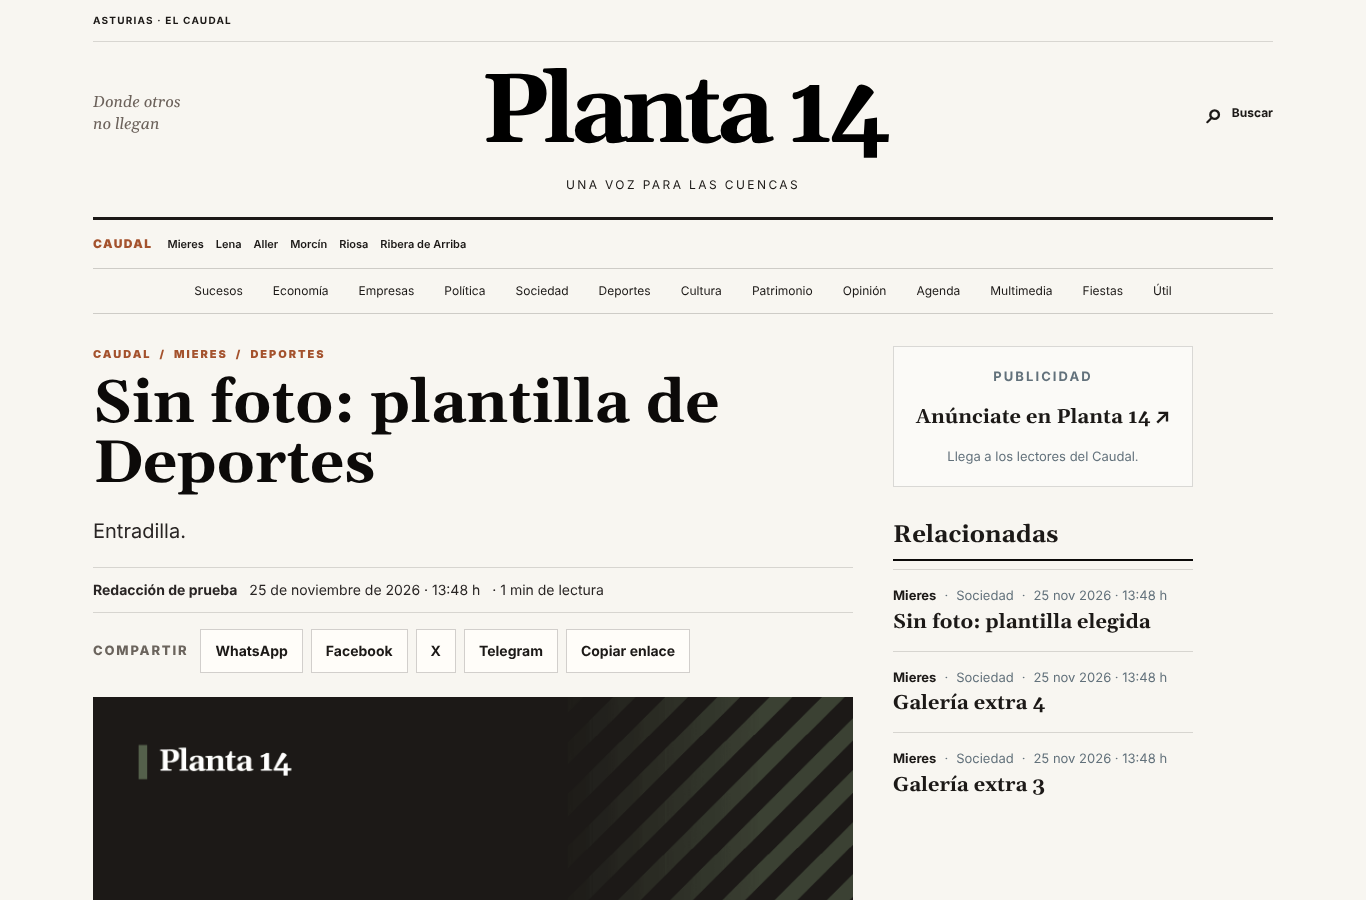 ASTURIAS · EL CAUDAL
Donde otros
no llegan
Planta 14
UNA VOZ PARA LAS CUENCAS
Buscar
CAUDAL Mieres Lena Aller Morcín Riosa Ribera de Arriba
Sucesos Economía Empresas Política Sociedad Deportes Cultura Patrimonio Opinión Agenda Multimedia Fiestas Útil
CAUDAL / MIERES / DEPORTES
Sin foto: plantilla de
Deportes
Entradilla.
Redacción de prueba 25 de noviembre de 2026 · 13:48 h · 1 min de lectura
COMPARTIR WhatsApp Facebook X Telegram Copiar enlace
Planta 14
PUBLICIDAD
Anúnciate en Planta 14 ↗
Llega a los lectores del Caudal.
Relacionadas
Mieres · Sociedad · 25 nov 2026 · 13:48 h
Sin foto: plantilla elegida
Mieres · Sociedad · 25 nov 2026 · 13:48 h
Galería extra 4
Mieres · Sociedad · 25 nov 2026 · 13:48 h
Galería extra 3